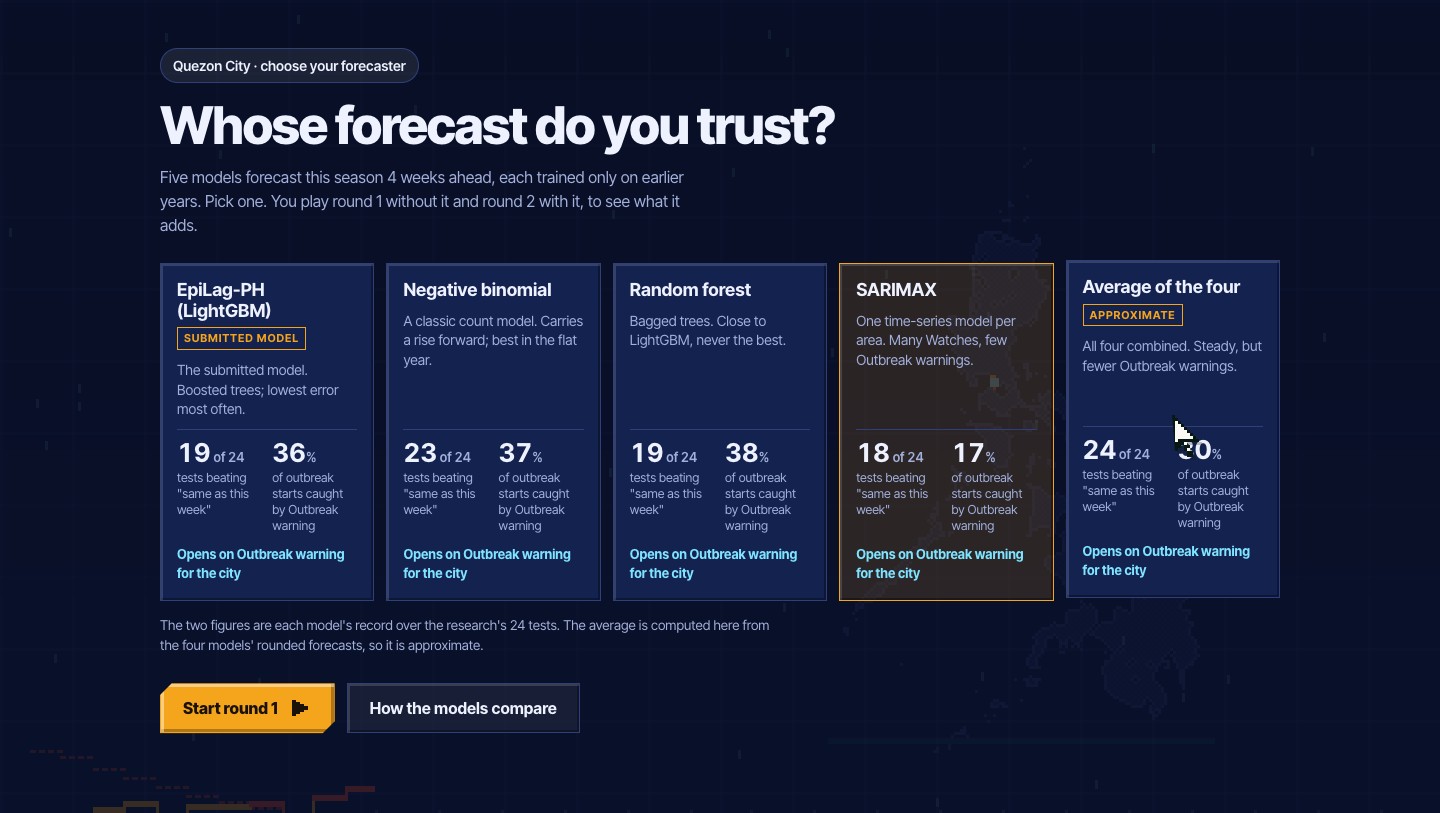 Quezon City · choose your forecaster
Whose forecast do you trust?
Five models forecast this season 4 weeks ahead, each trained only on earlier
years. Pick one. You play round 1 without it and round 2 with it, to see what it
adds.
EpiLag-PH
(LightGBM)
SUBMITTED MODEL
The submitted model.
Boosted trees; lowest error
most often.
19 of 24
tests beating
"same as this
week"
36%
of outbreak
starts caught
by Outbreak
warning
Opens on Outbreak warning
for the city
Negative binomial
A classic count model. Carries
a rise forward; best in the flat
year.
23 of 24
tests beating
"same as this
week"
37%
of outbreak
starts caught
by Outbreak
warning
Opens on Outbreak warning
for the city
Random forest
Bagged trees. Close to
LightGBM, never the best.
19 of 24
tests beating
"same as this
week"
38%
of outbreak
starts caught
by Outbreak
warning
Opens on Outbreak warning
for the city
SARIMAX
One time-series model per
area. Many Watches, few
Outbreak warnings.
18 of 24
tests beating
"same as this
week"
17%
of outbreak
starts caught
by Outbreak
warning
Opens on Outbreak warning
for the city
Average of the four
APPROXIMATE
All four combined. Steady, but
fewer Outbreak warnings.
24 of 24
tests beating
"same as this
week"
of outbreak
starts caught
by Outbreak
warning
Opens on Outbreak warning
for the city
The two figures are each model's record over the research's 24 tests. The average is computed here from
the four models' rounded forecasts, so it is approximate.
Start round 1
How the models compare